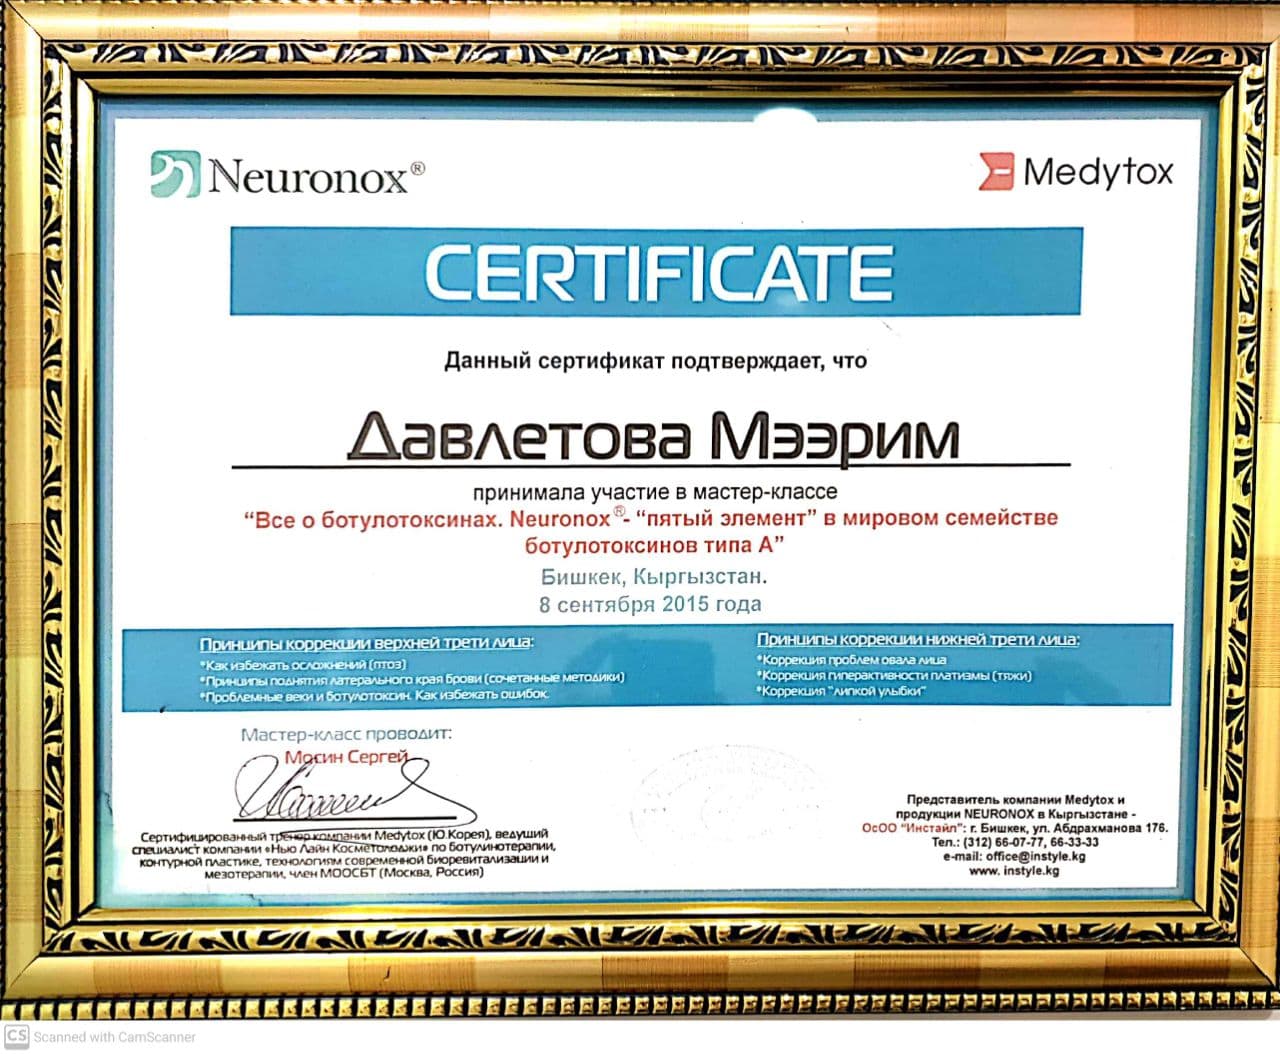 Neuronox®
Medytox
CERTIFICATE
Данный сертификат подтверждает, что
Давлетова Мээрим
принимала участие в мастер-классе
“Все о ботулотоксинах. Neuronox®- “пятый элемент” в мировом семействе
ботулотоксинов типа А”
Бишкек, Кыргызстан.
8 сентября 2015 года
Принципы коррекции верхней трети лица:
*Как избежать осложнений (птоз)
*Принципы поднятия латерального края брови (сочетанные методики)
*Проблемные веки и ботулотоксин. Как избежать ошибок.
Принципы коррекции нижней трети лица:
*Коррекция проблем овала лица
*Коррекция гиперактивности платизмы (тяжи)
*Коррекция "липкой улыбки"
Мастер-класс проводит:
Мосин Сергей
Сертифицированный тренер компании Medytox (Ю.Корея), ведущий
специалист компании «Нью Лайн Косметолоджи» по ботулинотерапии,
контурной пластике, технологиям современной биоревитализации и
мезотерапии, член МООСБТ (Москва, Россия)
Представитель компании Medytox и
продукции NEURONOX в Кыргызстане -
ОсОО “Инстайл”: г. Бишкек, ул. Абдрахманова 176.
Тел.: (312) 66-07-77, 66-33-33
e-mail: office@instyle.kg
www. instyle.kg
CS Scanned with CamScanner